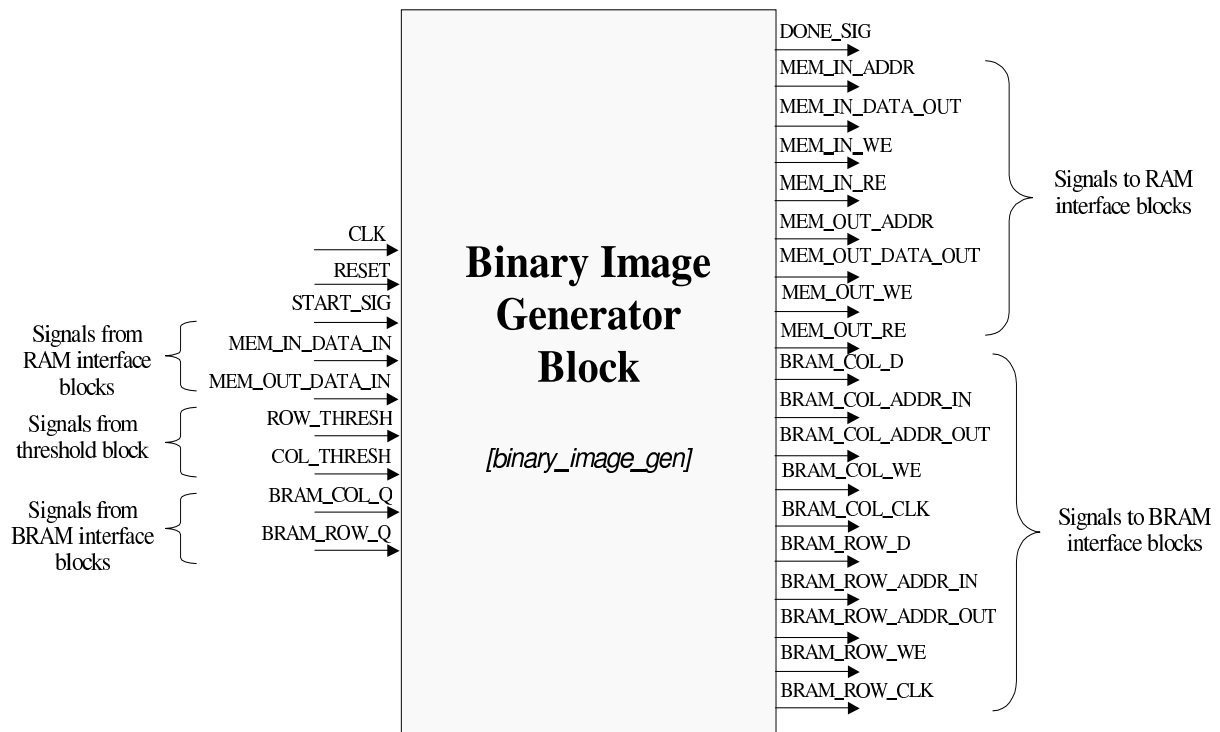 CLK
RESET
START_SIG
Signals from
RAM interface
blocks
MEM_IN_DATA_IN
MEM_OUT_DATA_IN
Signals from
threshold block
ROW_THRESH
COL_THRESH
Signals from
BRAM interface
blocks
BRAM_COL_Q
BRAM_ROW_Q
Binary Image
Generator
Block
[binary_image_gen]
DONE_SIG
MEM_IN_ADDR
MEM_IN_DATA_OUT
MEM_IN_WE
MEM_IN_RE
MEM_OUT_ADDR
MEM_OUT_DATA_OUT
MEM_OUT_WE
MEM_OUT_RE
Signals to RAM
interface blocks
BRAM_COL_D
BRAM_COL_ADDR_IN
BRAM_COL_ADDR_OUT
BRAM_COL_WE
BRAM_COL_CLK
BRAM_ROW_D
BRAM_ROW_ADDR_IN
BRAM_ROW_ADDR_OUT
BRAM_ROW_WE
BRAM_ROW_CLK
Signals to BRAM
interface blocks